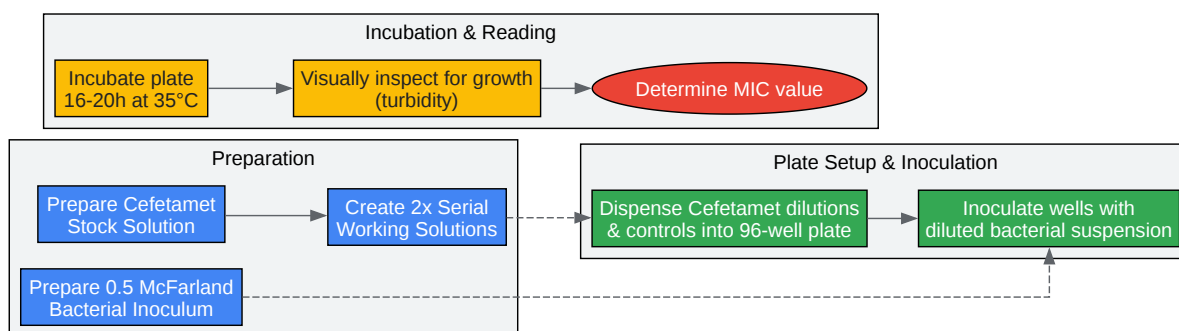 Incubation & Reading
Incubate plate
16-20h at 35°C
Visually inspect for growth
(turbidity)
Determine MIC value
Preparation
Prepare Cefetamet
Stock Solution
Create 2x Serial
Working Solutions
Prepare 0.5 McFarland
Bacterial Inoculum
Plate Setup & Inoculation
Dispense Cefetamet dilutions
& controls into 96-well plate
Inoculate wells with
diluted bacterial suspension